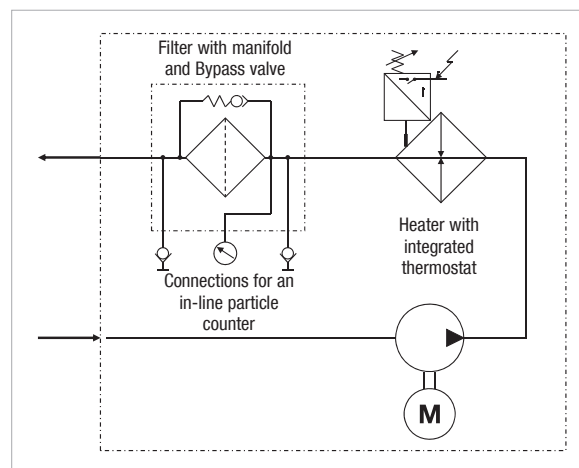 Filter with manifold
and Bypass valve
Heater with
integrated
thermostat
Connections for an
in-line particle
counter
M